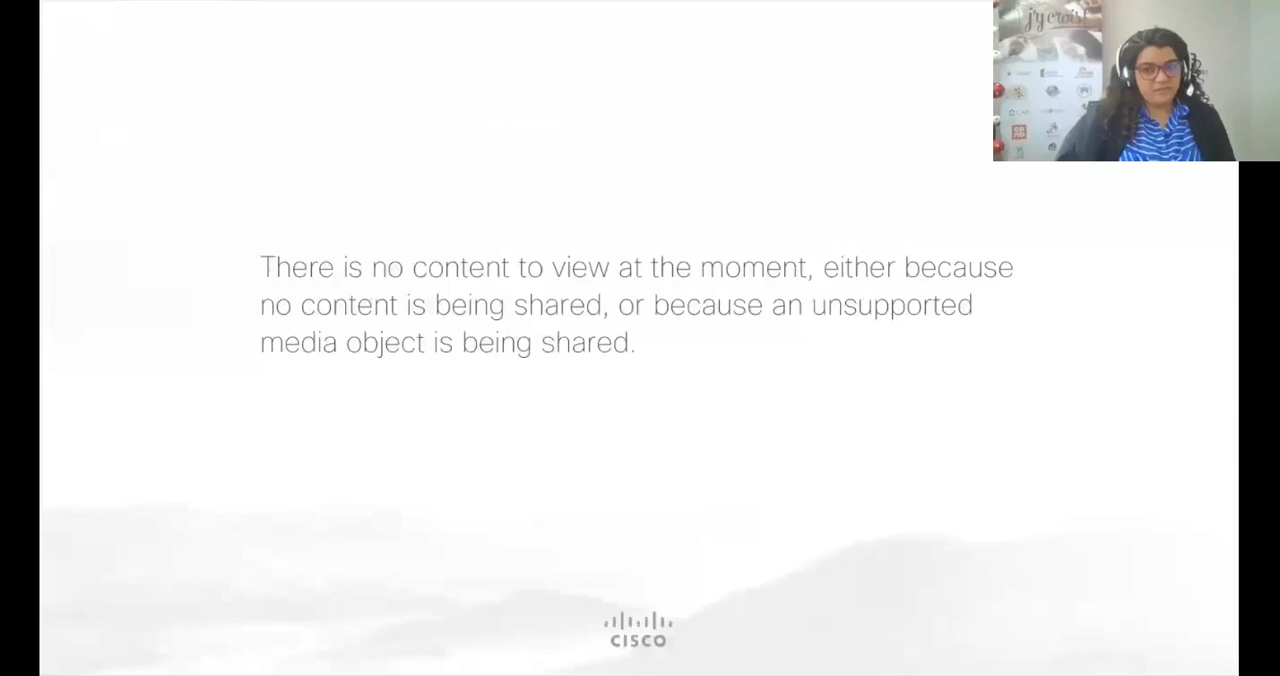 j'y crois!
There is no content to view at the moment, either because
no content is being shared, or because an unsupported
media object is being shared.
CISCO